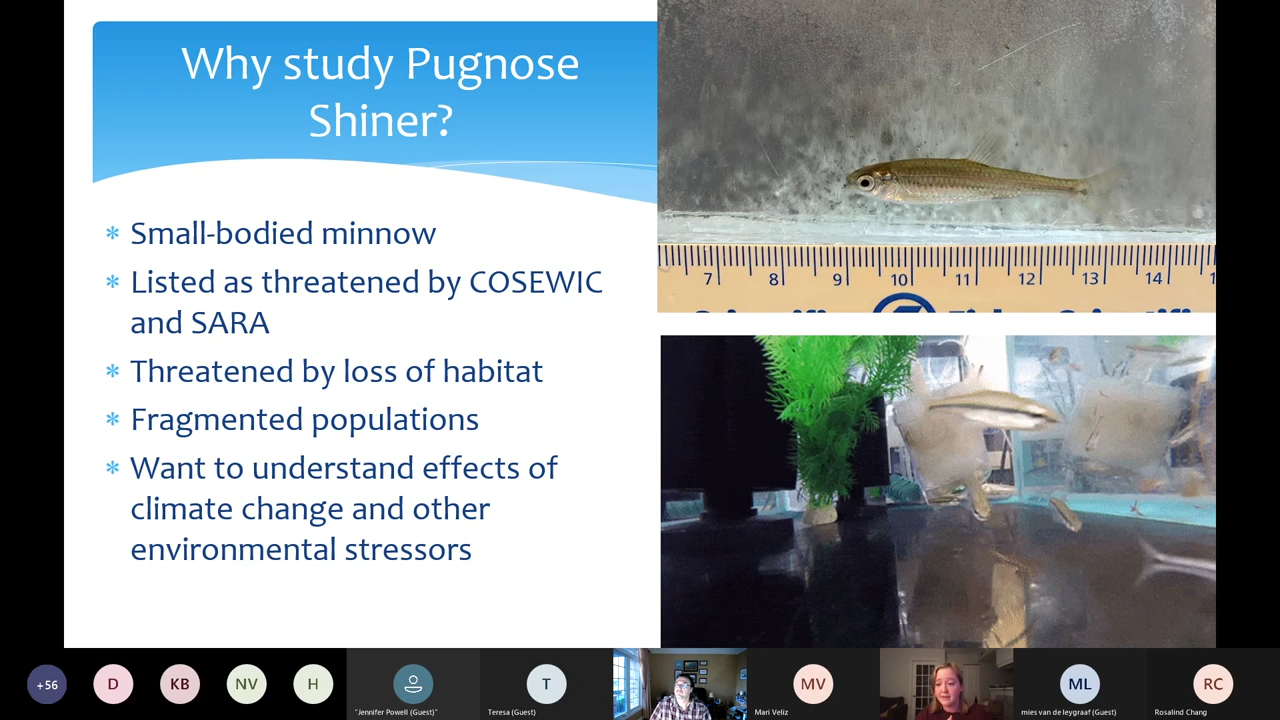 Why study Pugnose
Shiner?
* Small-bodied minnow
* Listed as threatened by COSEWIC
and SARA
* Threatened by loss of habitat
* Fragmented populations
* Want to understand effects of
climate change and other
environmental stressors
7 8 9 10 11 12 13 14
+56
D
KB
NV
H
"Jennifer Powell (Guest)"
T
Teresa (Guest)
MV
Mari Veliz
ML
mies van de leygraaf (Guest)
RC
Rosalind Chang